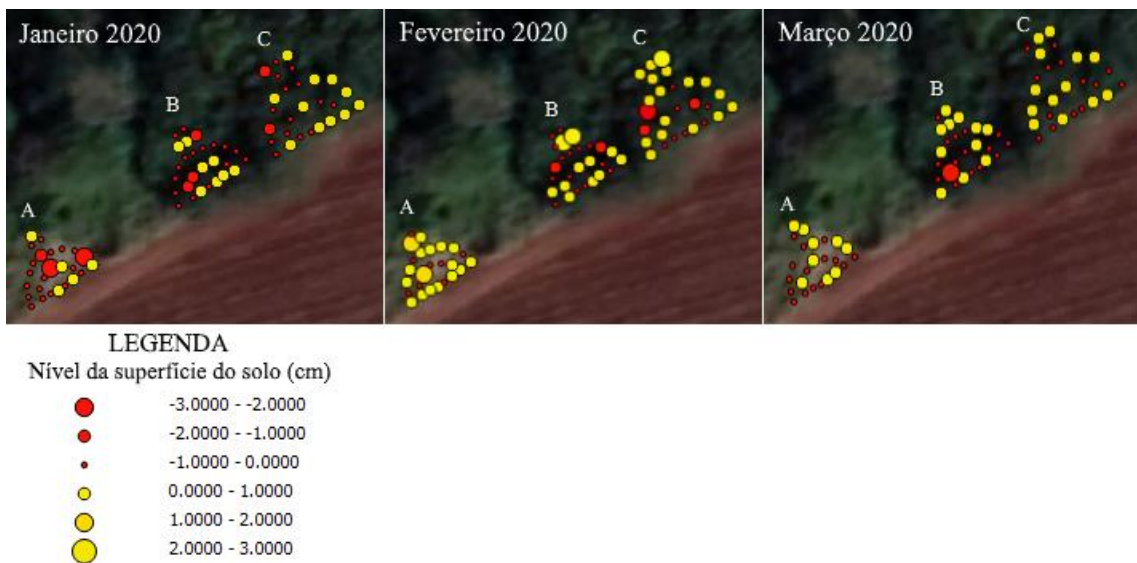 Janeiro 2020
C
B
A
Fevereiro 2020
C
B
A
Março 2020
C
B
A
LEGENDA
Nível da superfície do solo (cm)
-3.0000 - -2.0000
-2.0000 - -1.0000
-1.0000 - 0.0000
0.0000 - 1.0000
1.0000 - 2.0000
2.0000 - 3.0000